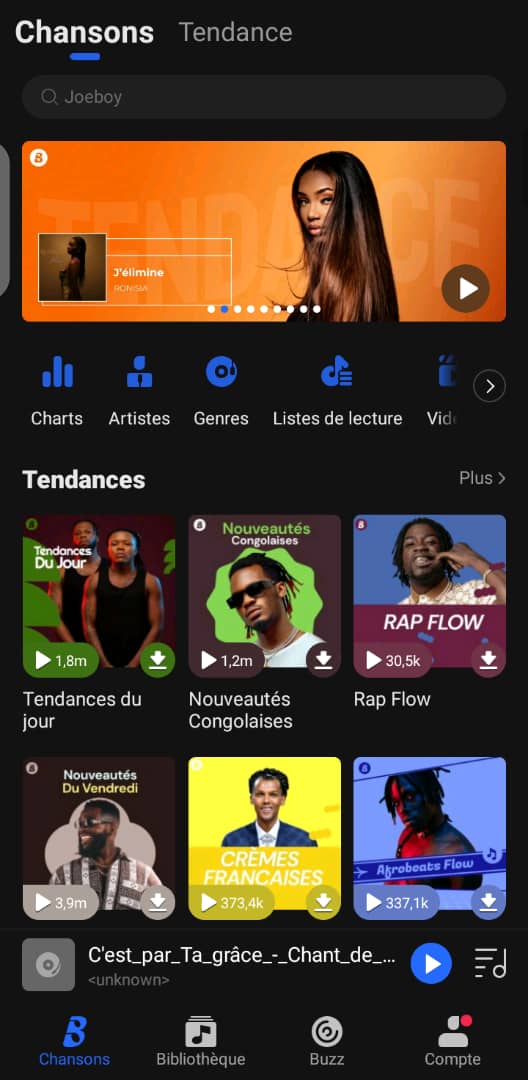 Chansons Tendance
Joeboy
TENDANCE
J'élimine
RONISIA
Charts Artistes Genres Listes de lecture Vidé
Tendances Plus
Tendances
Du Jour
1,8m
Nouveautés
Congolaises
1,2m
RAP FLOW
30,5k
Tendances du
jour
Nouveautés
Congolaises
Rap Flow
Nouveautés
Du Vendredi
3,9m
CRÈMES
FRANÇAISES
373,4k
Afrobeats Flow
337,1k
C'est_par_Ta_grâce_-_Chant_de_...
<unknown>
Chansons Bibliothèque Buzz Compte